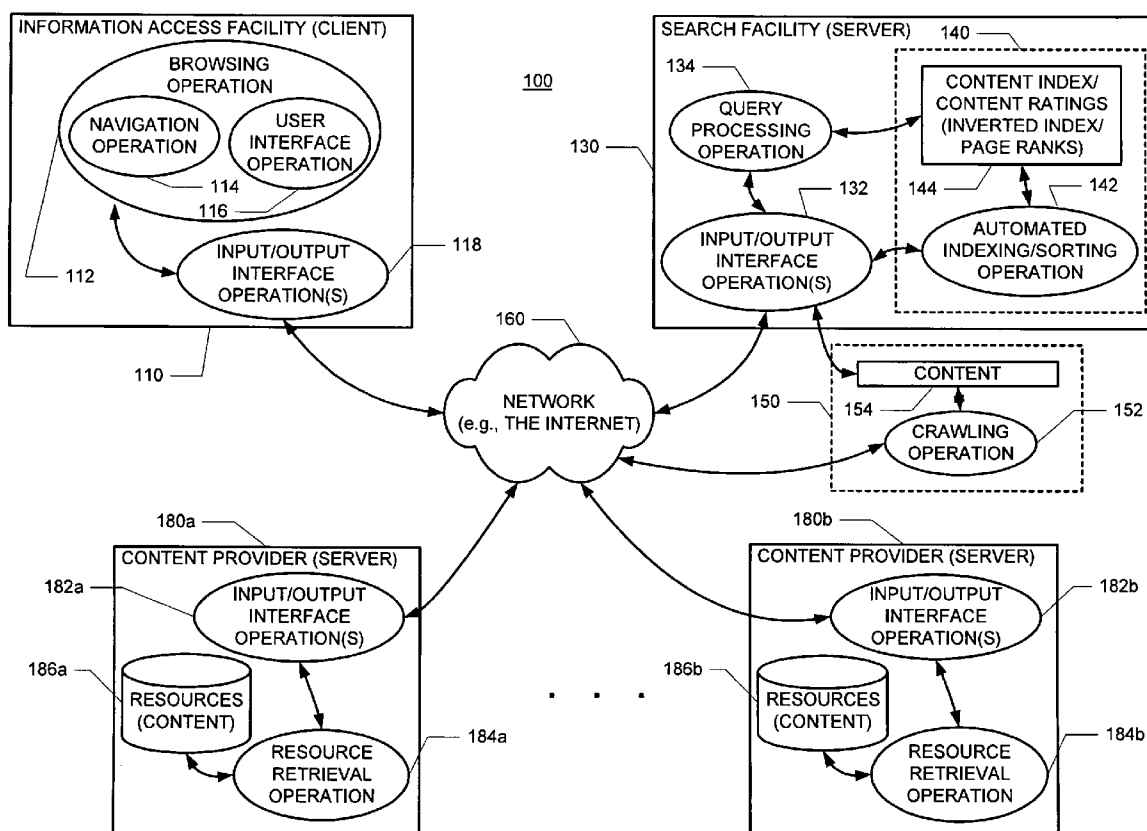 INFORMATION ACCESS FACILITY (CLIENT)
BROWSING
OPERATION
NAVIGATION
OPERATION
USER
INTERFACE
OPERATION
114
116
112
INPUT/OUTPUT
INTERFACE
OPERATION(S)
118
110
100
SEARCH FACILITY (SERVER)
140
134
QUERY
PROCESSING
OPERATION
CONTENT INDEX/
CONTENT RATINGS
(INVERTED INDEX/
PAGE RANKS)
130
132
144
142
INPUT/OUTPUT
INTERFACE
OPERATION(S)
AUTOMATED
INDEXING/SORTING
OPERATION
160
NETWORK
(e.g., THE INTERNET)
CONTENT
150
154
152
CRAWLING
OPERATION
180a
CONTENT PROVIDER (SERVER)
182a
INPUT/OUTPUT
INTERFACE
OPERATION(S)
186a
RESOURCES
(CONTENT)
184a
RESOURCE
RETRIEVAL
OPERATION
. . .
180b
CONTENT PROVIDER (SERVER)
182b
INPUT/OUTPUT
INTERFACE
OPERATION(S)
186b
RESOURCES
(CONTENT)
184b
RESOURCE
RETRIEVAL
OPERATION